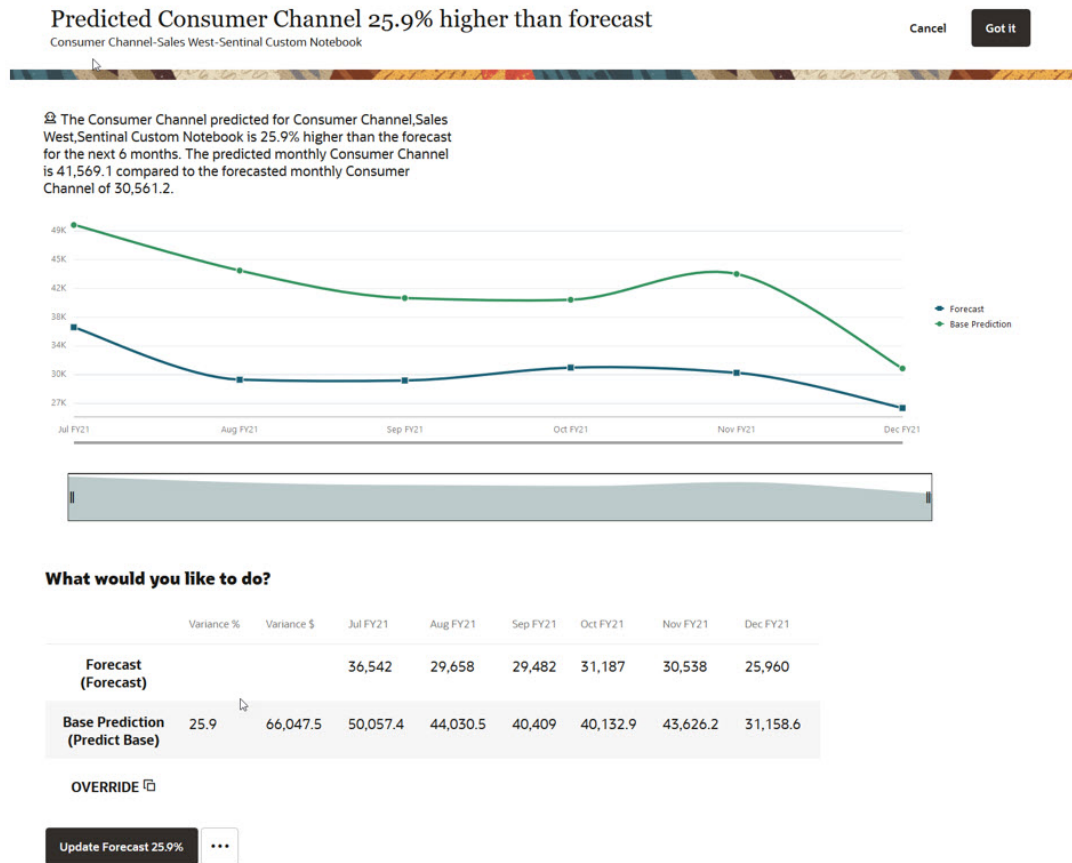 Predicted Consumer Channel 25.9% higher than forecast
Consumer Channel-Sales West-Sentinal Custom Notebook
Cancel
Got it
The Consumer Channel predicted for Consumer Channel,Sales
West,Sentinal Custom Notebook is 25.9% higher than the forecast
for the next 6 months. The predicted monthly Consumer Channel
is 41,569.1 compared to the forecasted monthly Consumer
Channel of 30,561.2.
49K
45K
42K
38K
34K
30K
27K
Jul FY21 Aug FY21 Sep FY21 Oct FY21 Nov FY21 Dec FY21
Forecast
Base Prediction
What would you like to do?
Variance % Variance $ Jul FY21 Aug FY21 Sep FY21 Oct FY21 Nov FY21 Dec FY21
Forecast
(Forecast)
36,542 29,658 29,482 31,187 30,538 25,960
Base Prediction
(Predict Base)
25.9 66,047.5 50,057.4 44,030.5 40,409 40,132.9 43,626.2 31,158.6
OVERRIDE
Update Forecast 25.9%
...